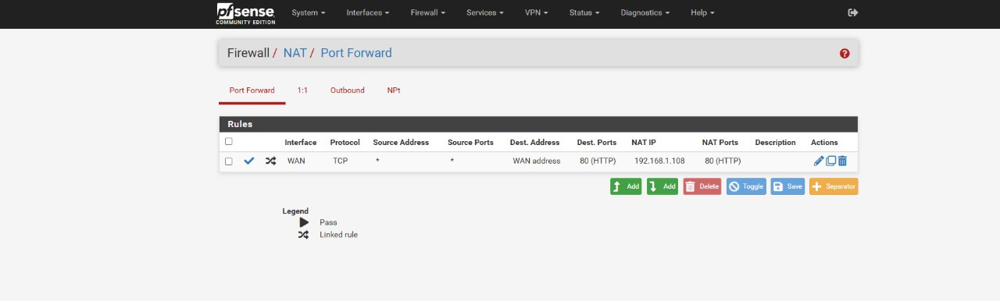 pfsense
COMMUNITY EDITION
System Interfaces Firewall Services VPN Status Diagnostics Help
Firewall / NAT / Port Forward
Port Forward 1:1 Outbound NPt
Rules
Interface Protocol Source Address Source Ports Dest. Address Dest. Ports NAT IP NAT Ports Description Actions
WAN TCP * * WAN address 80 (HTTP) 192.168.1.108 80 (HTTP)
Add Add Delete Toggle Save Separator
Legend
Pass
Linked rule